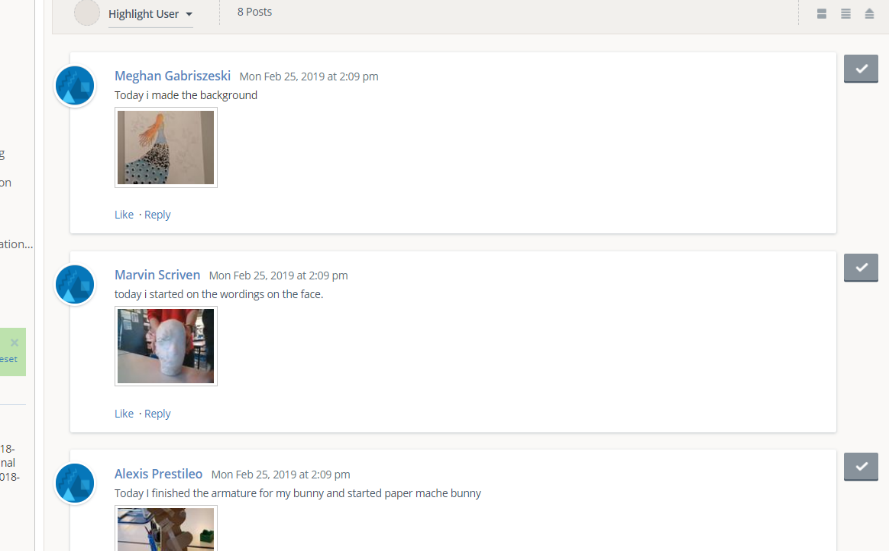 Highlight User
8 Posts
Meghan Gabriszeski Mon Feb 25, 2019 at 2:09 pm
Today i made the background
Like · Reply
Marvin Scriven Mon Feb 25, 2019 at 2:09 pm
today i started on the wordings on the face.
Like · Reply
Alexis Prestileo Mon Feb 25, 2019 at 2:09 pm
Today I finished the armature for my bunny and started paper mache bunny
g
on
ation...
eset
18-
nal
018-